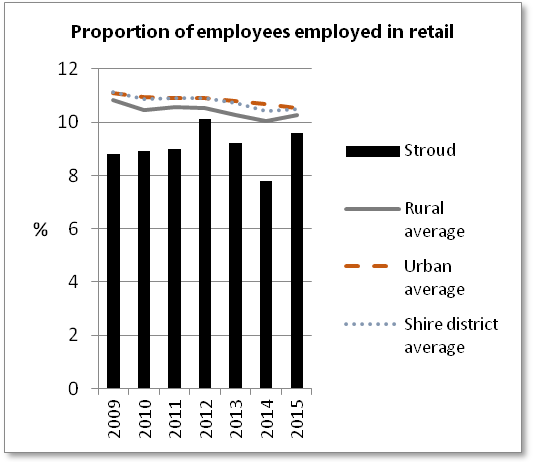 Proportion of employees employed in retail
12
10
8
6
4
2
0
%
2009
2010
2011
2012
2013
2014
2015
Stroud
Rural
average
Urban
average
Shire district
average